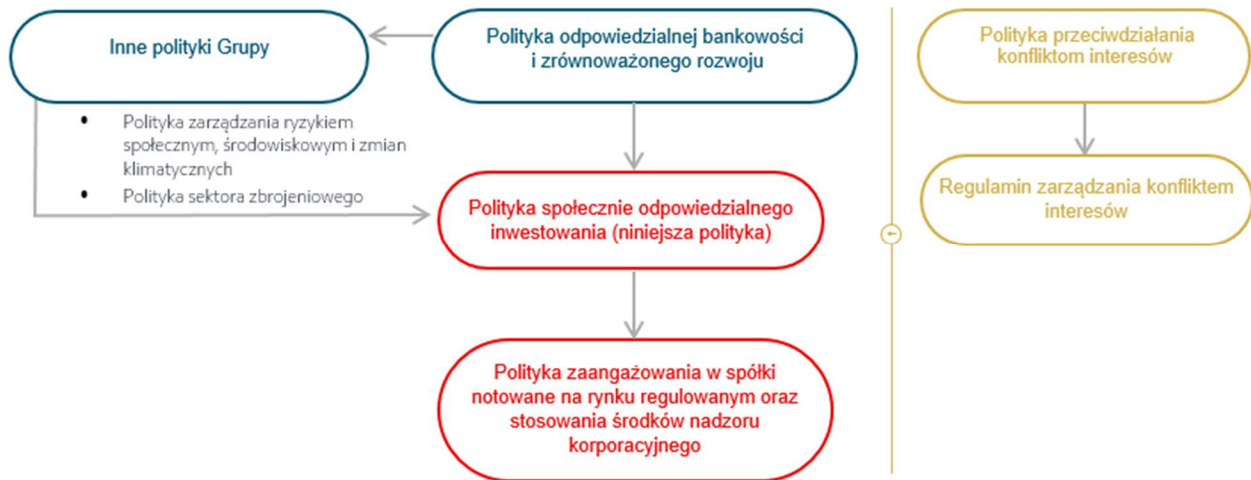 Inne polityki Grupy
Polityka odpowiedzialnej bankowości
i zrównoważonego rozwoju
Polityka przeciwdziałania
konfliktom interesów
• Polityka zarządzania ryzykiem
społecznym, środowiskowym i zmian
klimatycznych
• Polityka sektora zbrojeniowego
Polityka społecznie odpowiedzialnego
inwestowania (niniejsza polityka)
Regulamin zarządzania konfliktem
interesów
Polityka zaangażowania w spółki
notowane na rynku regulowanym oraz
stosowania środków nadzoru
korporacyjnego